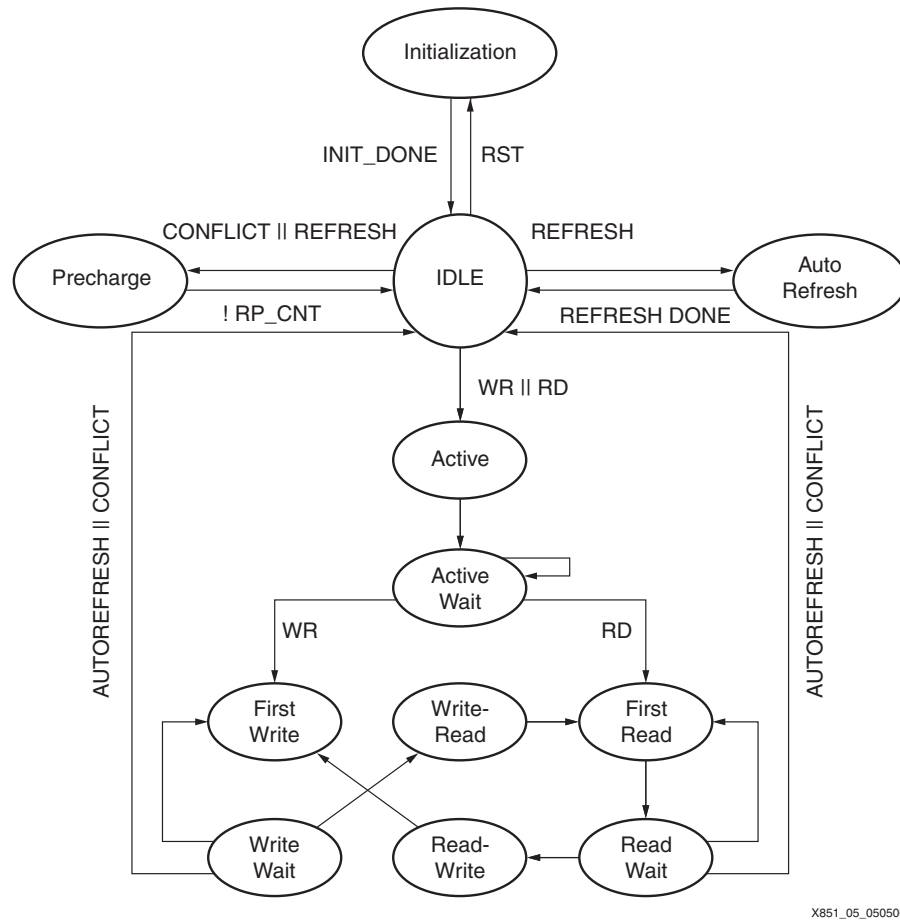 Initialization
INIT_DONE
RST
CONFLICT || REFRESH
REFRESH
Precharge
IDLE
Auto
Refresh
! RP_CNT
REFRESH DONE
WR || RD
AUTOREFRESH || CONFLICT
AUTOREFRESH || CONFLICT
Active
Active
Wait
WR
RD
First
Write
Write-
Read
First
Read
Write
Wait
Read-
Write
Read
Wait
X851_05_05050